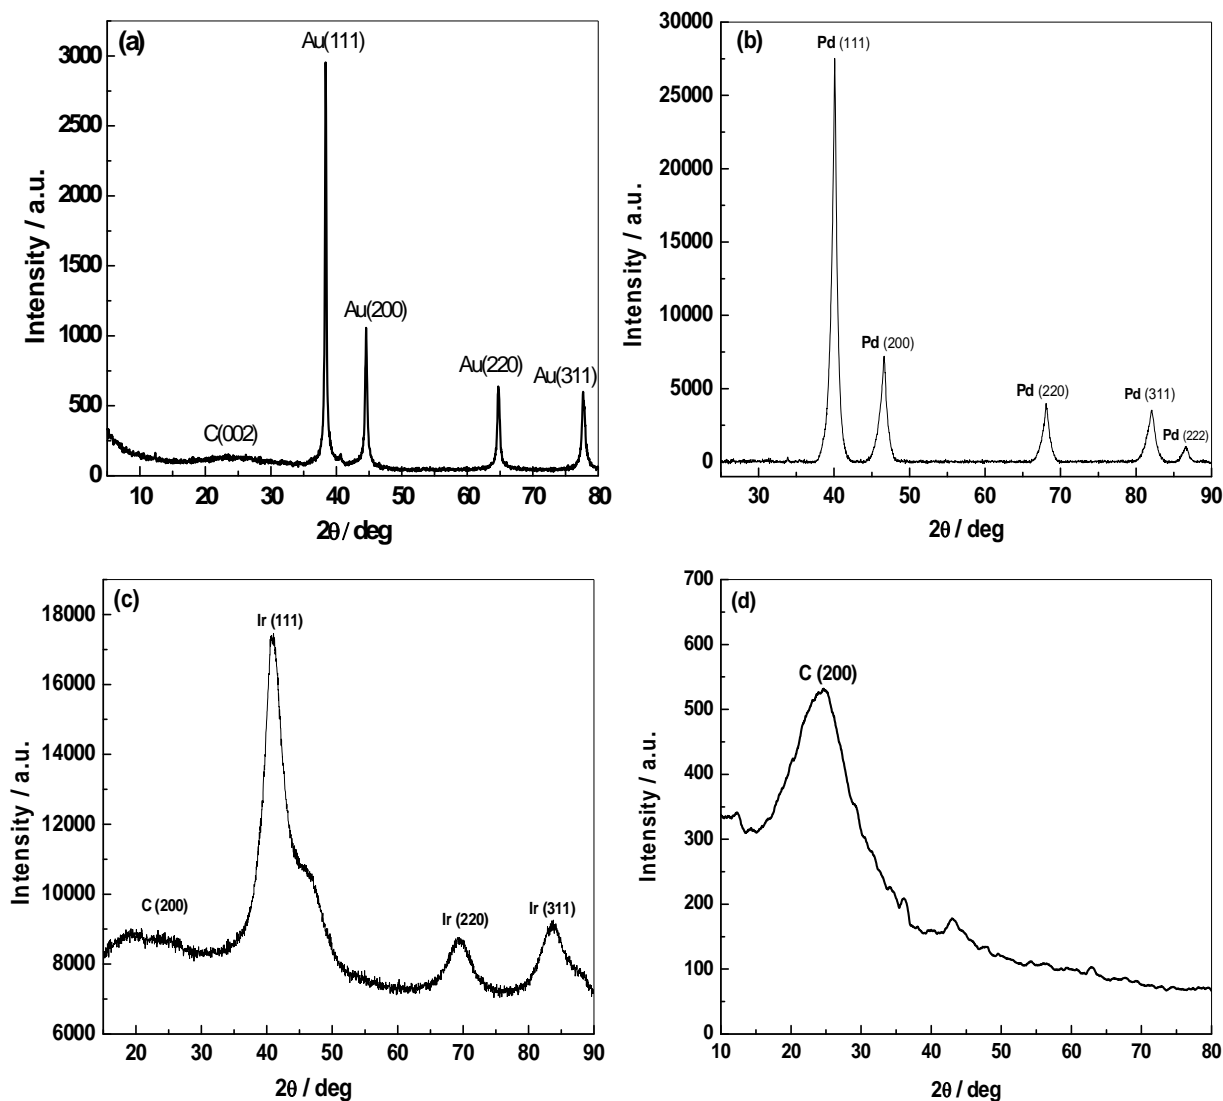 (a)
Au(111)
Au(200)
Au(220)
Au(311)
C(002)
3000
2500
2000
1500
1000
500
0
Intensity / a.u.
10 20 30 40 50 60 70 80
2θ / deg
(b)
Pd (111)
Pd (200)
Pd (220)
Pd (311)
Pd (222)
30000
25000
20000
15000
10000
5000
0
Intensity / a.u.
30 40 50 60 70 80 90
2θ / deg
(c)
Ir (111)
C (200)
Ir (220)
Ir (311)
18000
16000
14000
12000
10000
8000
6000
Intensity / a.u.
20 30 40 50 60 70 80 90
2θ / deg
(d)
C (200)
700
600
500
400
300
200
100
0
Intensity / a.u.
10 20 30 40 50 60 70 80
2θ / deg